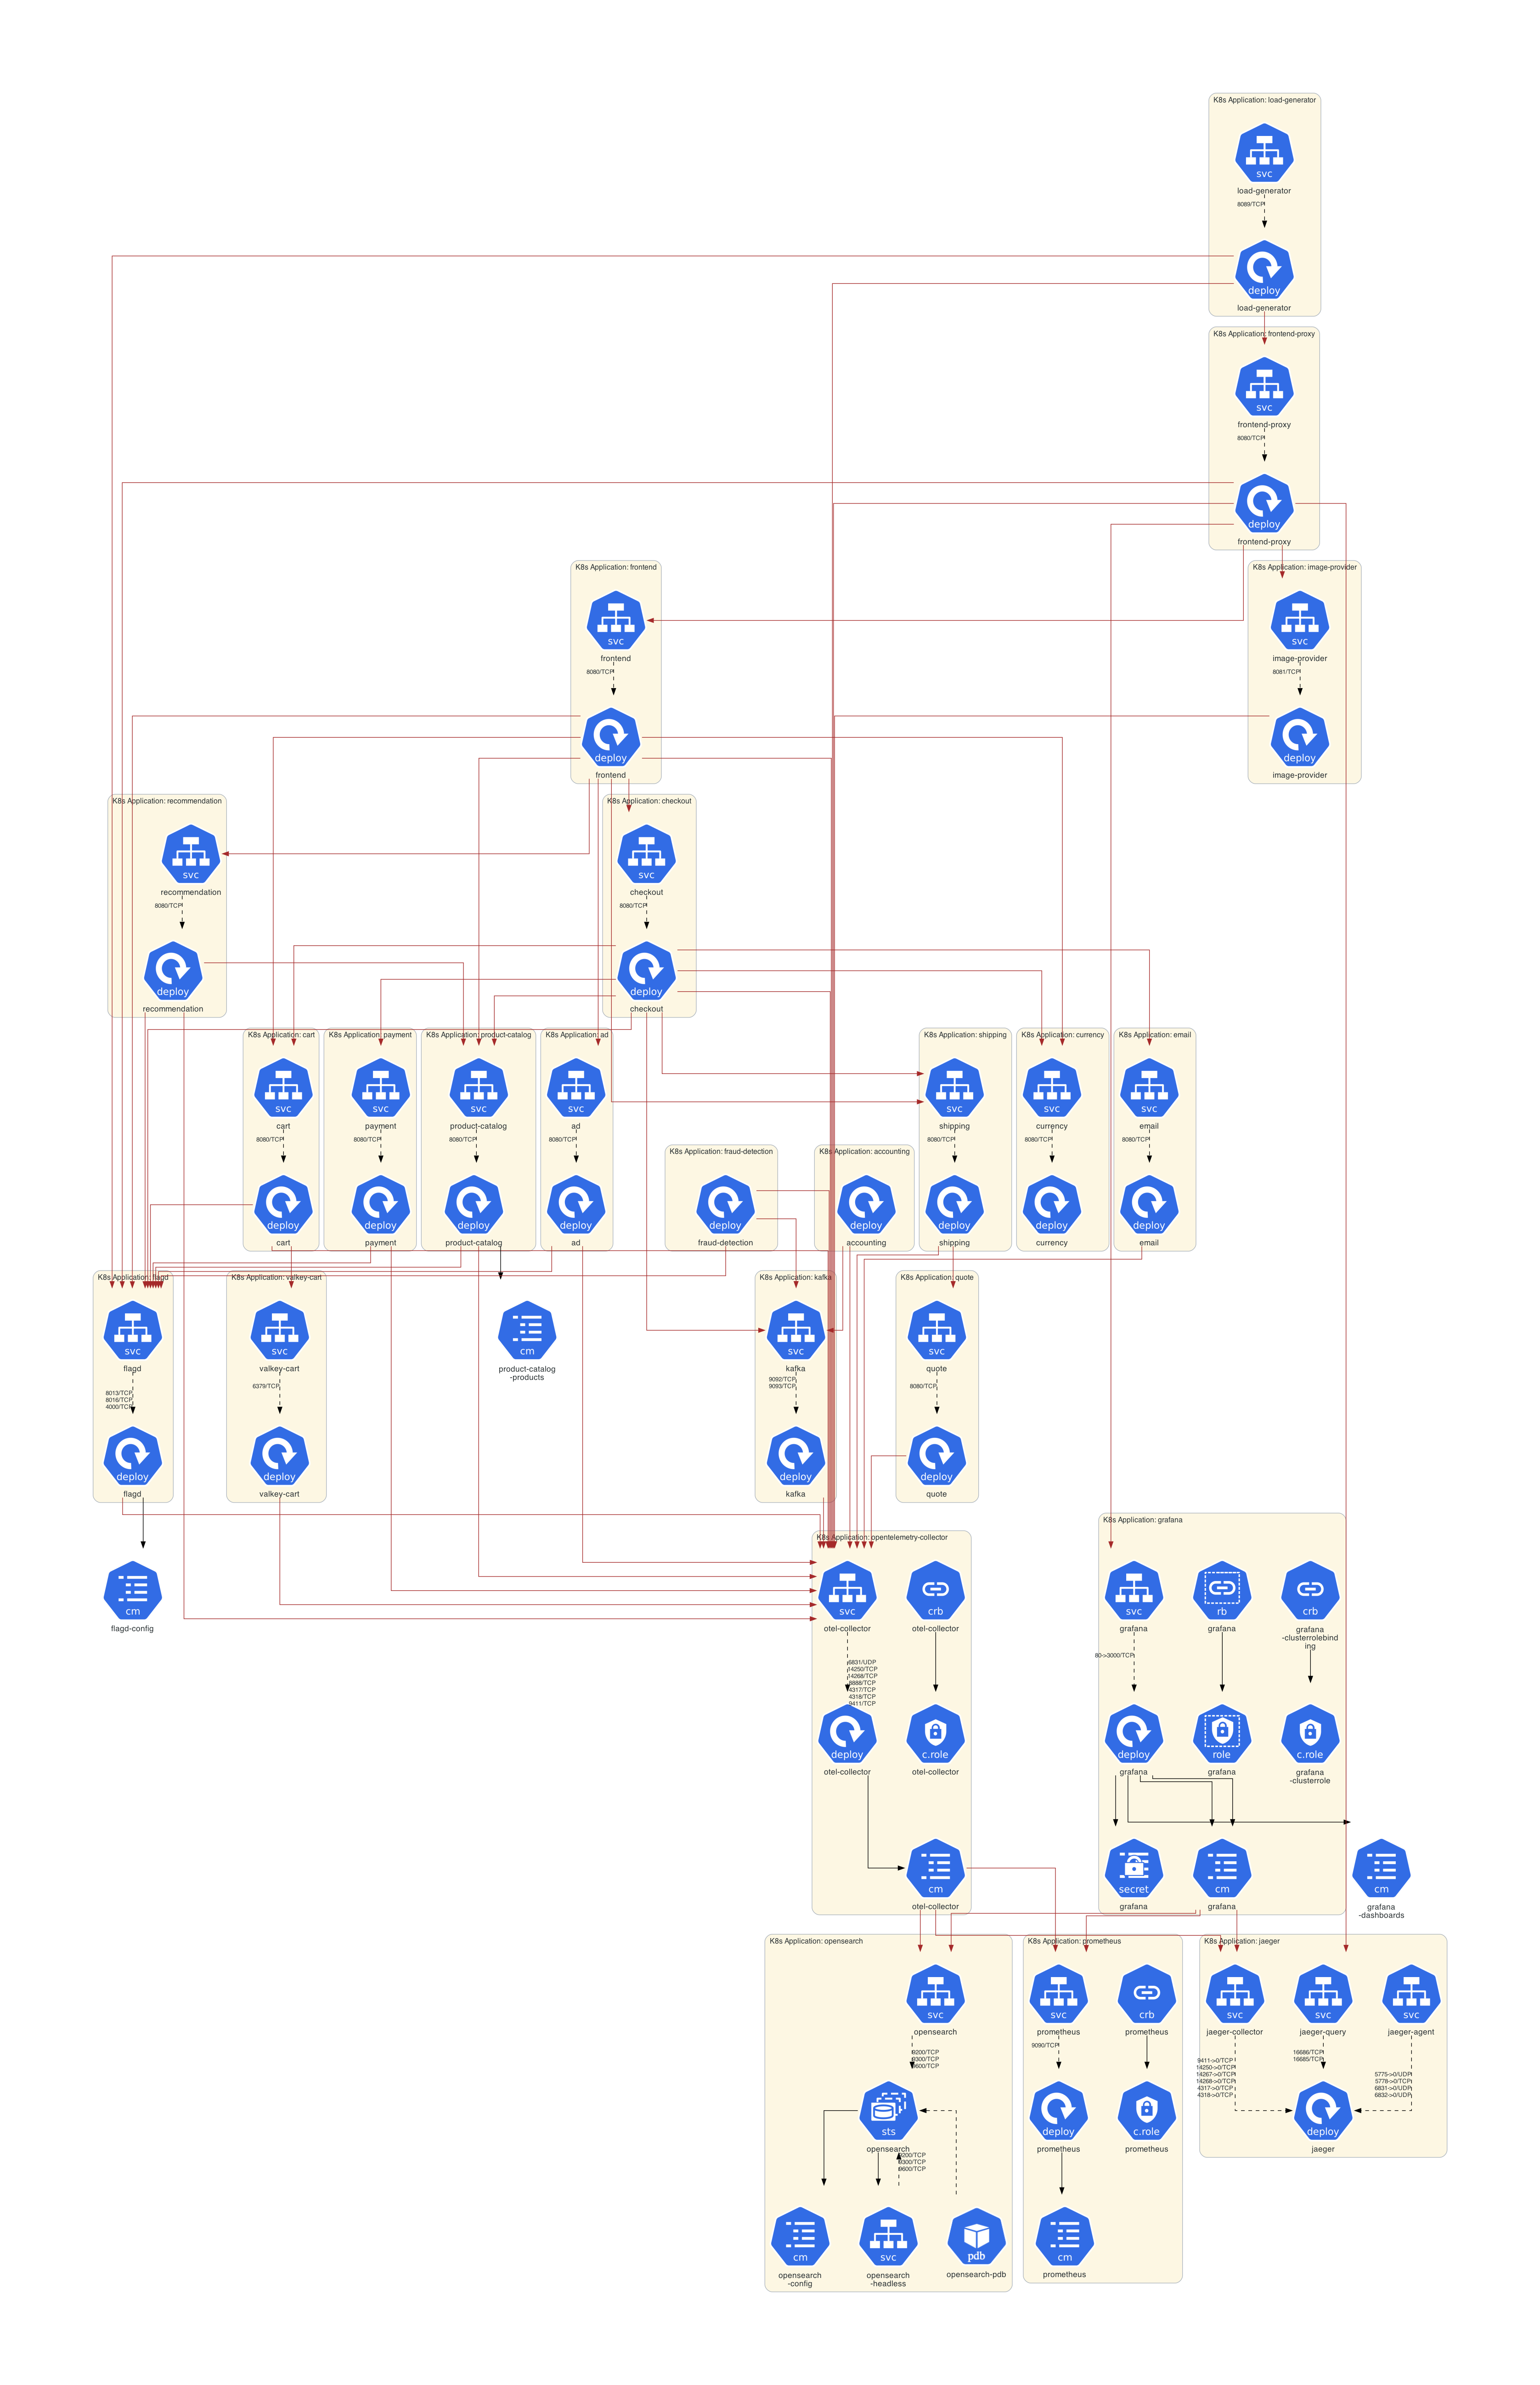 K8s Application: load-generator
svc
load-generator
8089/TCP
deploy
load-generator
K8s Application: frontend-proxy
svc
frontend-proxy
8080/TCP
deploy
frontend-proxy
K8s Application: frontend
svc
frontend
8080/TCP
deploy
frontend
K8s Application: image-provider
svc
image-provider
8081/TCP
deploy
image-provider
K8s Application: recommendation
svc
recommendation
8080/TCP
deploy
recommendation
K8s Application: checkout
svc
checkout
8080/TCP
deploy
checkout
K8s Application: cart
svc
cart
8080/TCP
deploy
cart
K8s Application: payment
svc
payment
8080/TCP
deploy
payment
K8s Application: product-catalog
svc
product-catalog
8080/TCP
deploy
product-catalog
K8s Application: ad
svc
ad
8080/TCP
deploy
ad
K8s Application: fraud-detection
deploy
fraud-detection
K8s Application: accounting
deploy
accounting
K8s Application: shipping
svc
shipping
8080/TCP
deploy
shipping
K8s Application: currency
svc
currency
8080/TCP
deploy
currency
K8s Application: email
svc
email
8080/TCP
deploy
email
K8s Application: flagd
svc
flagd
8013/TCP
8016/TCP
4000/TCP
deploy
flagd
cm
flagd-config
K8s Application: valkey-cart
svc
valkey-cart
6379/TCP
deploy
valkey-cart
cm
product-catalog
-products
K8s Application: kafka
svc
kafka
9092/TCP
9093/TCP
deploy
kafka
K8s Application: quote
svc
quote
8080/TCP
deploy
quote
K8s Application: opentelemetry-collector
svc
otel-collector
crb
otel-collector
6831/UDP
14250/TCP
14268/TCP
8888/TCP
4317/TCP
4318/TCP
9411/TCP
deploy
otel-collector
c.role
otel-collector
cm
otel-collector
K8s Application: grafana
svc
grafana
rb
grafana
crb
grafana
-clusterrolebind
ing
80->3000/TCP
deploy
grafana
role
grafana
c.role
grafana
-clusterrole
secret
grafana
cm
grafana
cm
grafana
-dashboards
K8s Application: opensearch
svc
opensearch
9200/TCP
9300/TCP
9600/TCP
sts
opensearch
9200/TCP
9300/TCP
9600/TCP
cm
opensearch
-config
svc
opensearch
-headless
pdb
opensearch-pdb
K8s Application: prometheus
svc
prometheus
crb
prometheus
9090/TCP
deploy
prometheus
c.role
prometheus
cm
prometheus
K8s Application: jaeger
svc
jaeger-collector
svc
jaeger-query
svc
jaeger-agent
9411->0/TCP
14250->0/TCP
14267->0/TCP
14268->0/TCP
4317->0/TCP
4318->0/TCP
16686/TCP
16685/TCP
5775->0/UDP
5778->0/TCP
6831->0/UDP
6832->0/UDP
deploy
jaeger